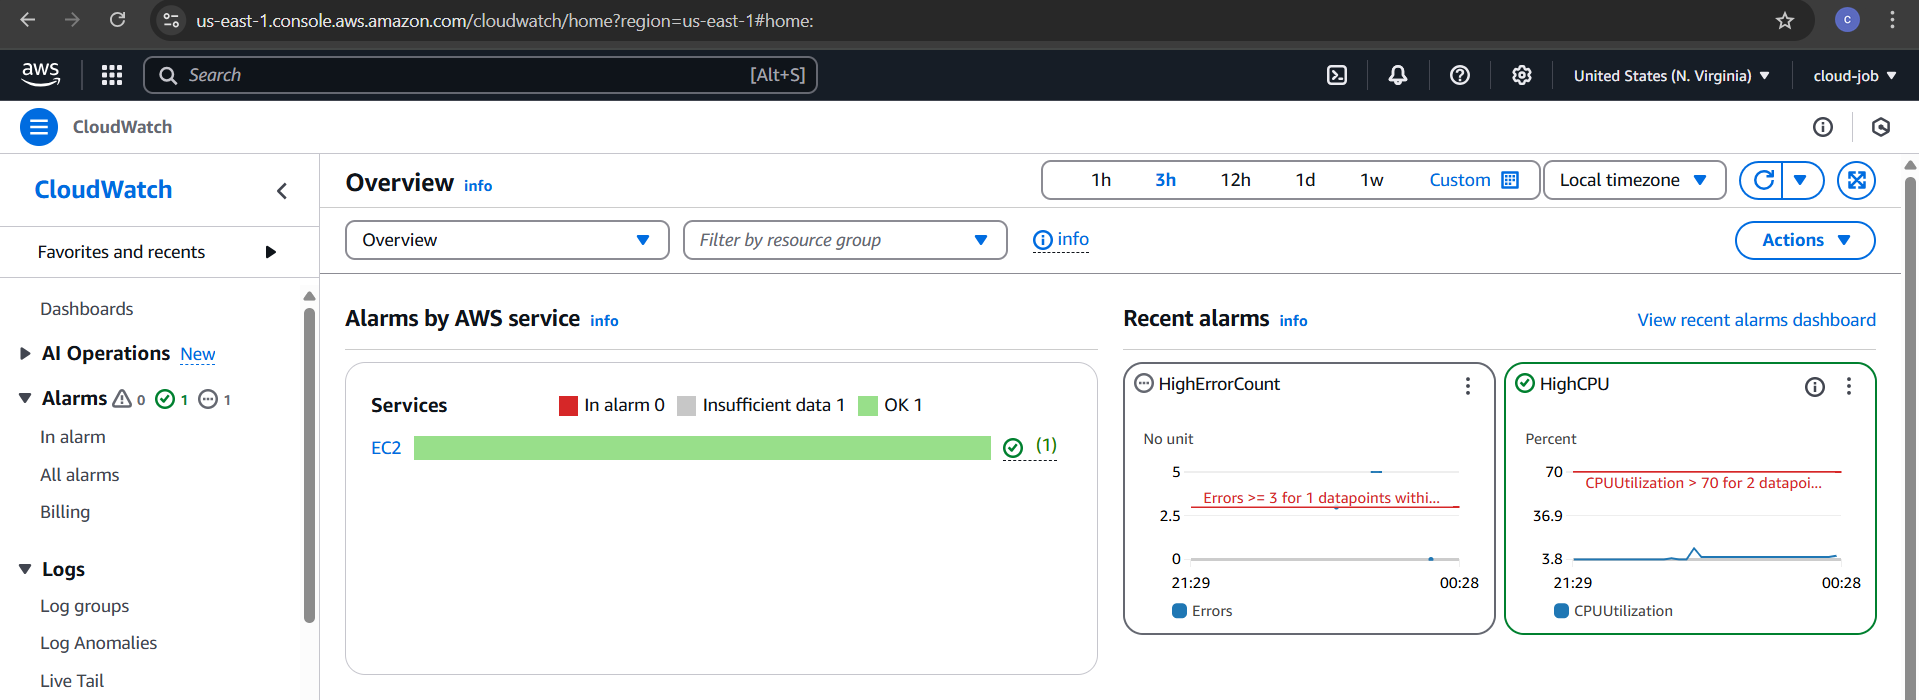 us-east-1.console.aws.amazon.com/cloudwatch/home?region=us-east-1#home:
C
aws
Search
[Alt+S]
United States (N. Virginia)
cloud-job
CloudWatch
CloudWatch
Favorites and recents
Dashboards
AI Operations New
Alarms 0 1 1
In alarm
All alarms
Billing
Logs
Log groups
Log Anomalies
Live Tail
Overview info
1h 3h 12h 1d 1w Custom
Local timezone
Overview
Filter by resource group
info
Actions
Alarms by AWS service info
Services
In alarm 0 Insufficient data 1 OK 1
EC2
(1)
Recent alarms info
View recent alarms dashboard
HighErrorCount
No unit
5
Errors >= 3 for 1 datapoints withi...
2.5
0
21:29 00:28
Errors
HighCPU
Percent
70
CPUUtilization > 70 for 2 datapoi...
36.9
3.8
21:29 00:28
CPUUtilization